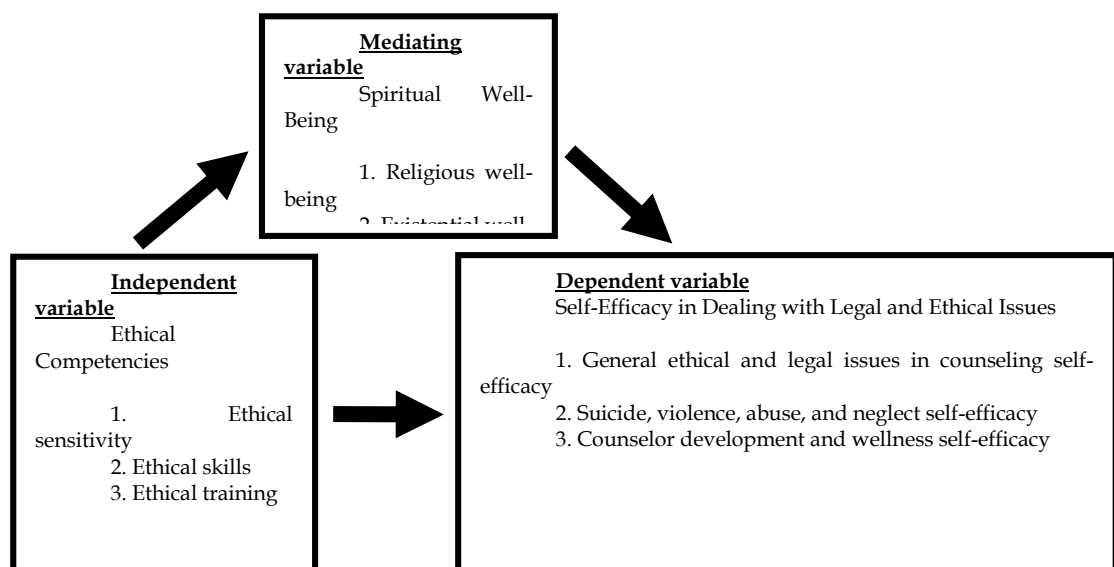 Mediating
variable
Spiritual Well-
Being
1. Religious well-
being
2. Existential well-
Independent
variable
Ethical
Competencies
1. Ethical
sensitivity
2. Ethical skills
3. Ethical training
Dependent variable
Self-Efficacy in Dealing with Legal and Ethical Issues
1. General ethical and legal issues in counseling self-
efficacy
2. Suicide, violence, abuse, and neglect self-efficacy
3. Counselor development and wellness self-efficacy